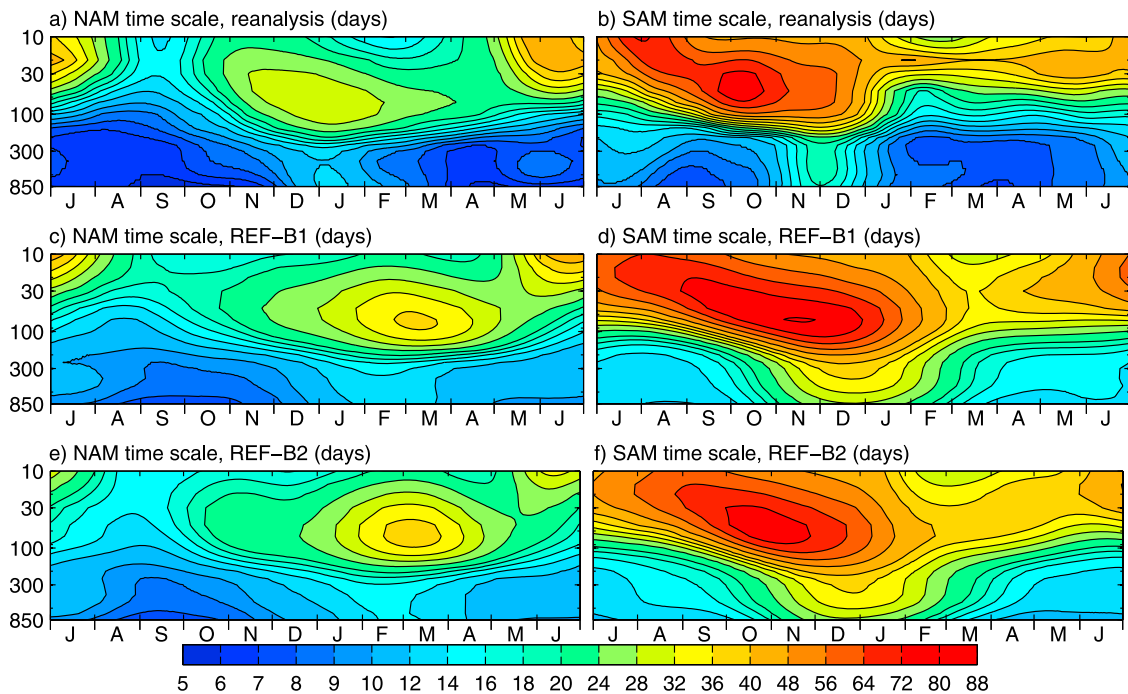 a) NAM time scale, reanalysis (days)
b) SAM time scale, reanalysis (days)
10
30
100
300
850
J A S O N D J F M A M J
J A S O N D J F M A M J
c) NAM time scale, REF−B1 (days)
d) SAM time scale, REF−B1 (days)
10
30
100
300
850
J A S O N D J F M A M J
J A S O N D J F M A M J
e) NAM time scale, REF−B2 (days)
f) SAM time scale, REF−B2 (days)
10
30
100
300
850
J A S O N D J F M A M J
J A S O N D J F M A M J
5 6 7 8 9 10 12 14 16 18 20 24 28 32 36 40 48 56 64 72 80 88